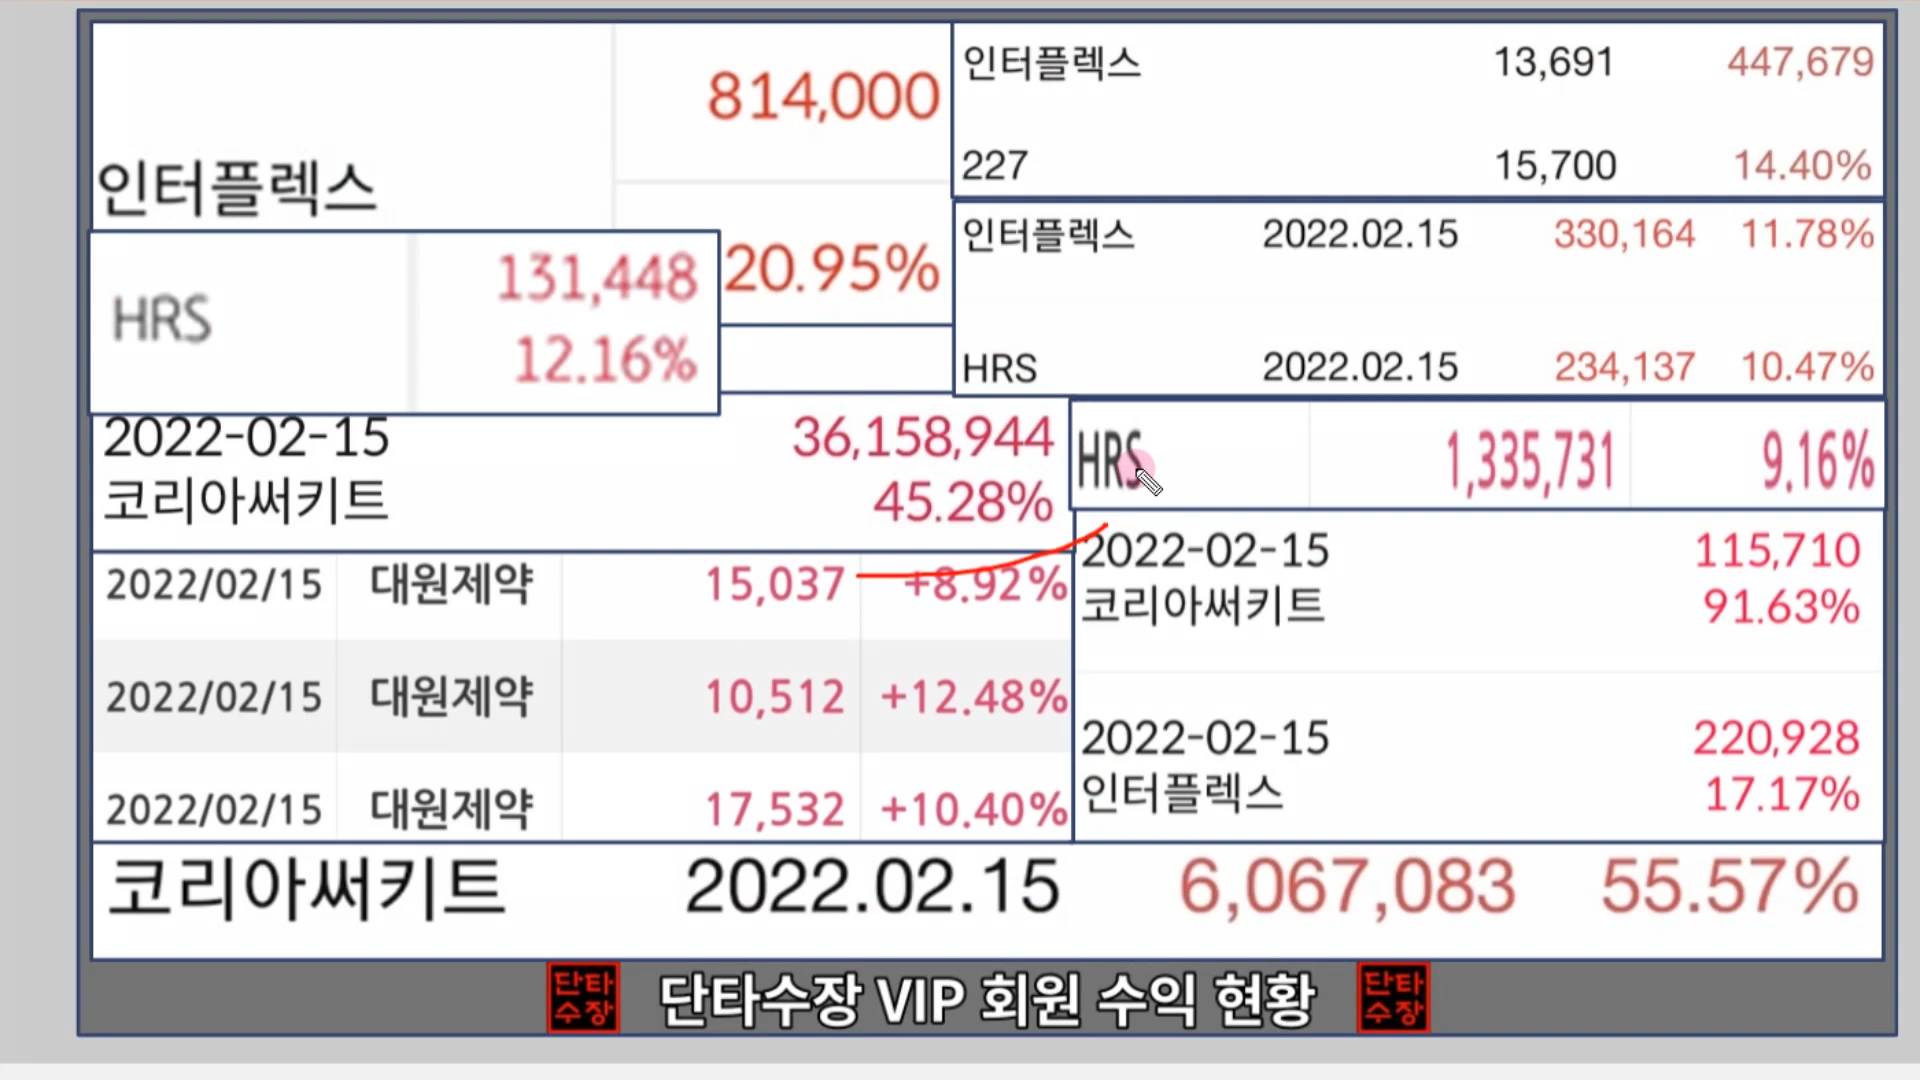 인터플렉스
814,000
20.95%
HRS
131,448
12.16%
2022-02-15 36,158,944
코리아써키트 45.28%
2022/02/15 대원제약 15,037 +8.92%
2022/02/15 대원제약 10,512 +12.48%
2022/02/15 대원제약 17,532 +10.40%
인터플렉스 13,691 447,679
227 15,700 14.40%
인터플렉스 2022.02.15 330,164 11.78%
HRS 2022.02.15 234,137 10.47%
HRS 1,335,731 9.16%
2022-02-15 115,710
코리아써키트 91.63%
2022-02-15 220,928
인터플렉스 17.17%
코리아써키트 2022.02.15 6,067,083 55.57%
단타
수장
단타수장 VIP 회원 수익 현황
단타
수장